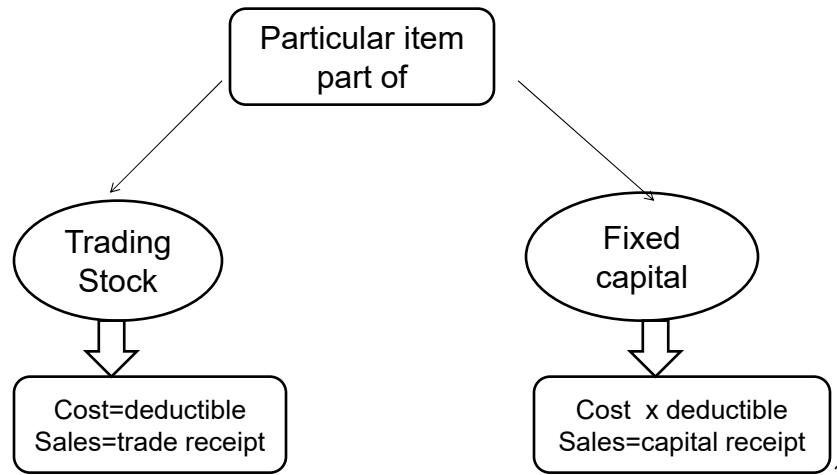 Particular item
part of
Trading
Stock
Fixed
capital
Cost=deductible
Sales=trade receipt
Cost  x deductible
Sales=capital receipt